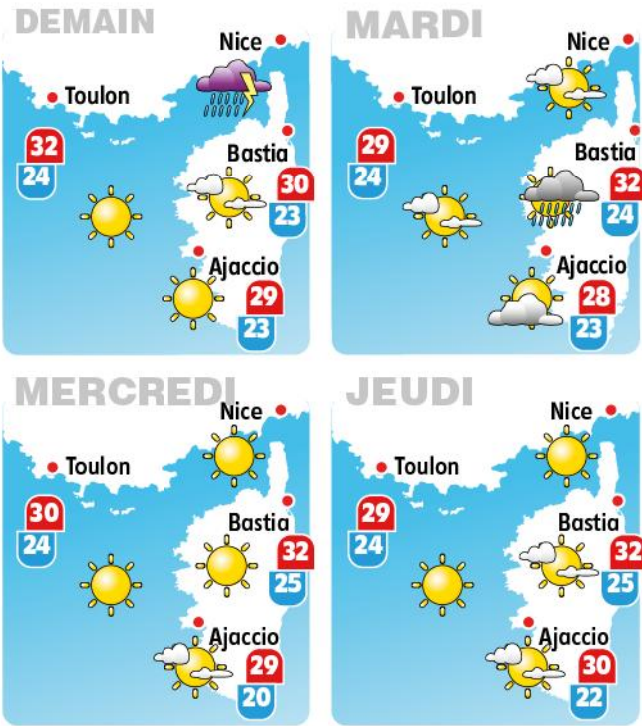 DEMAIN
Nice
Toulon
32
24
Bastia
30
23
Ajaccio
29
23
MARDI
Nice
Toulon
29
24
Bastia
32
24
Ajaccio
28
23
MERCREDI
Nice
Toulon
30
24
Bastia
32
25
Ajaccio
29
20
JEUDI
Nice
Toulon
29
24
Bastia
32
25
Ajaccio
30
22